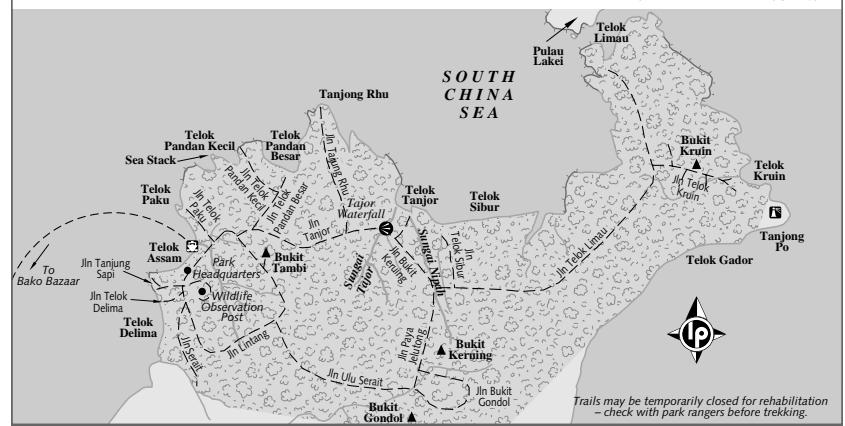 Telok
Limau
Pulau
Lakei
SOUTH
CHINA
SEA
Tanjong Rhu
Telok
Pandan Kecil
Telok
Pandan
Besar
Sea Stack
Bukit
Kruin
Telok
Kruin
Jln Telok
Kruin
Tanjong
Po
Telok Gador
Telok
Paku
Jln Telok
Paku
Jln Telok
Pandan Kecil
Jln Telok
Pandan Besar
Jln Tajung Rhu
Tajor
Waterfall
Telok
Tanjor
Telok
Sibur
Jln
Tanjor
Jln
Telok Sibur
Jln Telok Limau
Telok
Assam
Park
Headquarters
Bukit
Tambi
Sungai
Tajor
Jln Bukit
Keruing
Sungai Nipah
To
Bako Bazaar
Jln Tanjung
Sapi
Jln Telok
Delima
Wildlife
Observation
Post
Telok
Delima
Jln Serait
Jln Lintang
Jln Ulu Serait
Jln Paya
Jelutong
Bukit
Keruing
Jln Bukit
Gondol
Bukit
Gondol
lp
Trails may be temporarily closed for rehabilitation
– check with park rangers before trekking.